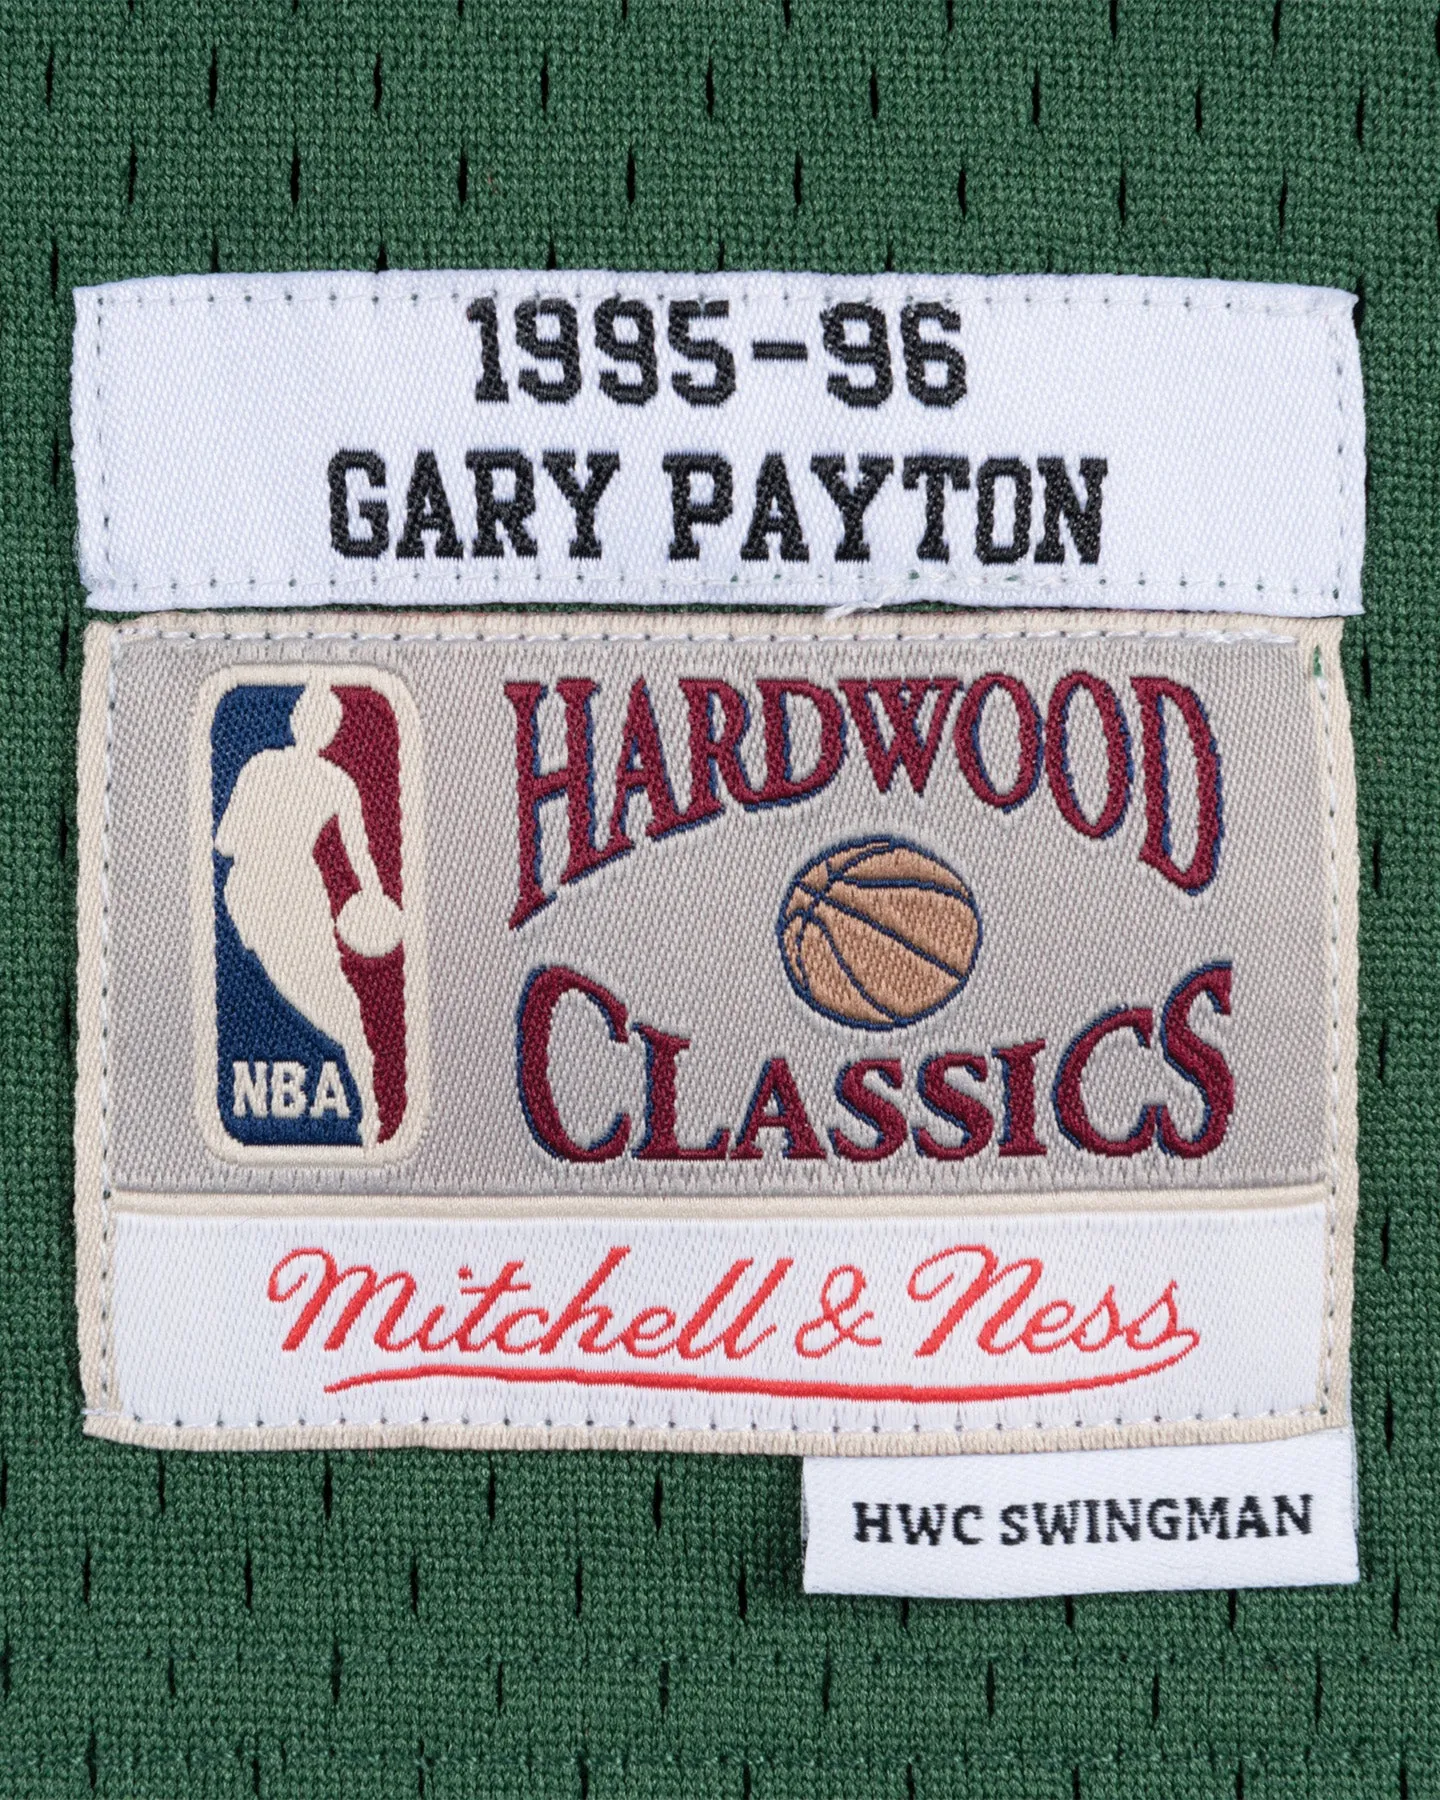 1995-96
GARY PAYTON
NBA
HARDWOOD
CLASSICS
Mitchell & Ness
HWC SWINGMAN